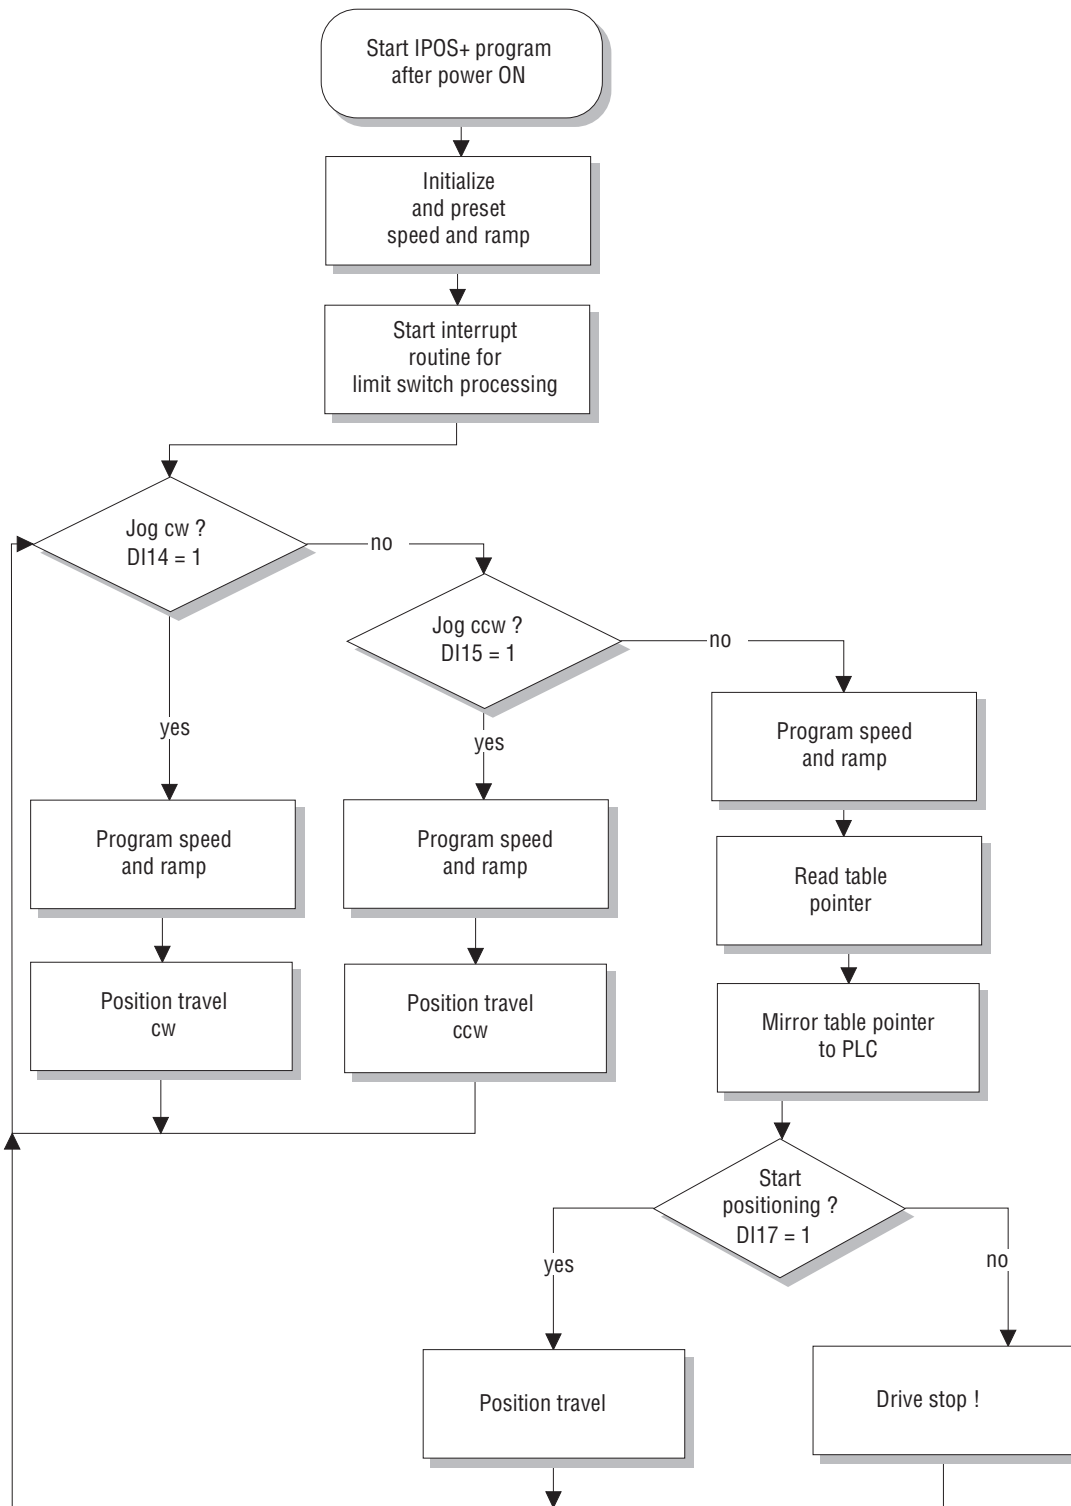 Start IPOS+ program
after power ON
Initialize
and preset
speed and ramp
Start interrupt
routine for
limit switch processing
Jog cw ?
DI14 = 1
no
Jog ccw ?
DI15 = 1
no
yes
yes
Program speed
and ramp
Program speed
and ramp
Program speed
and ramp
Read table
pointer
Position travel
cw
Position travel
ccw
Mirror table pointer
to PLC
Start
positioning ?
DI17 = 1
yes
no
Position travel
Drive stop !